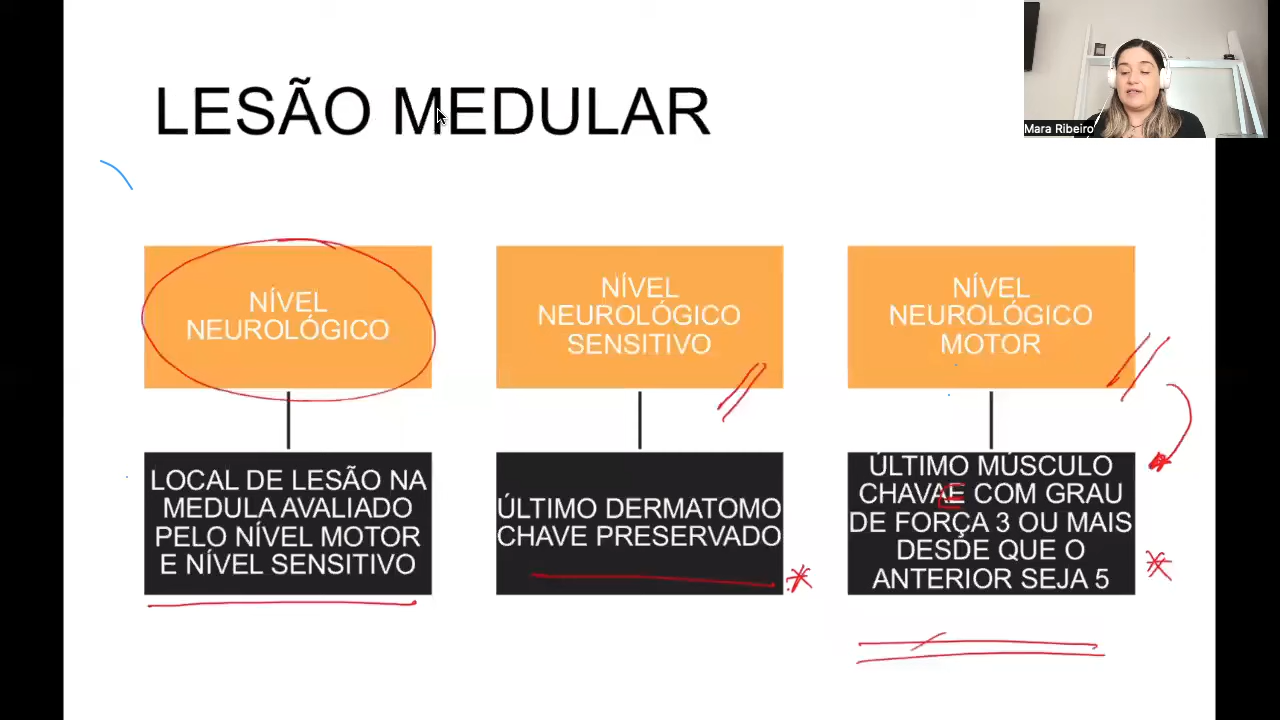 LESÃO MEDULAR
Mara Ribeiro
NÍVEL
NEUROLÓGICO
NÍVEL
NEUROLÓGICO
SENSITIVO
NÍVEL
NEUROLÓGICO
MOTOR
LOCAL DE LESÃO NA
MEDULA AVALIADO
PELO NÍVEL MOTOR
E NÍVEL SENSITIVO
ÚLTIMO DERMATOMO
CHAVE PRESERVADO
ÚLTIMO MÚSCULO
CHAVAE COM GRAU
DE FORÇA 3 OU MAIS
DESDE QUE O
ANTERIOR SEJA 5